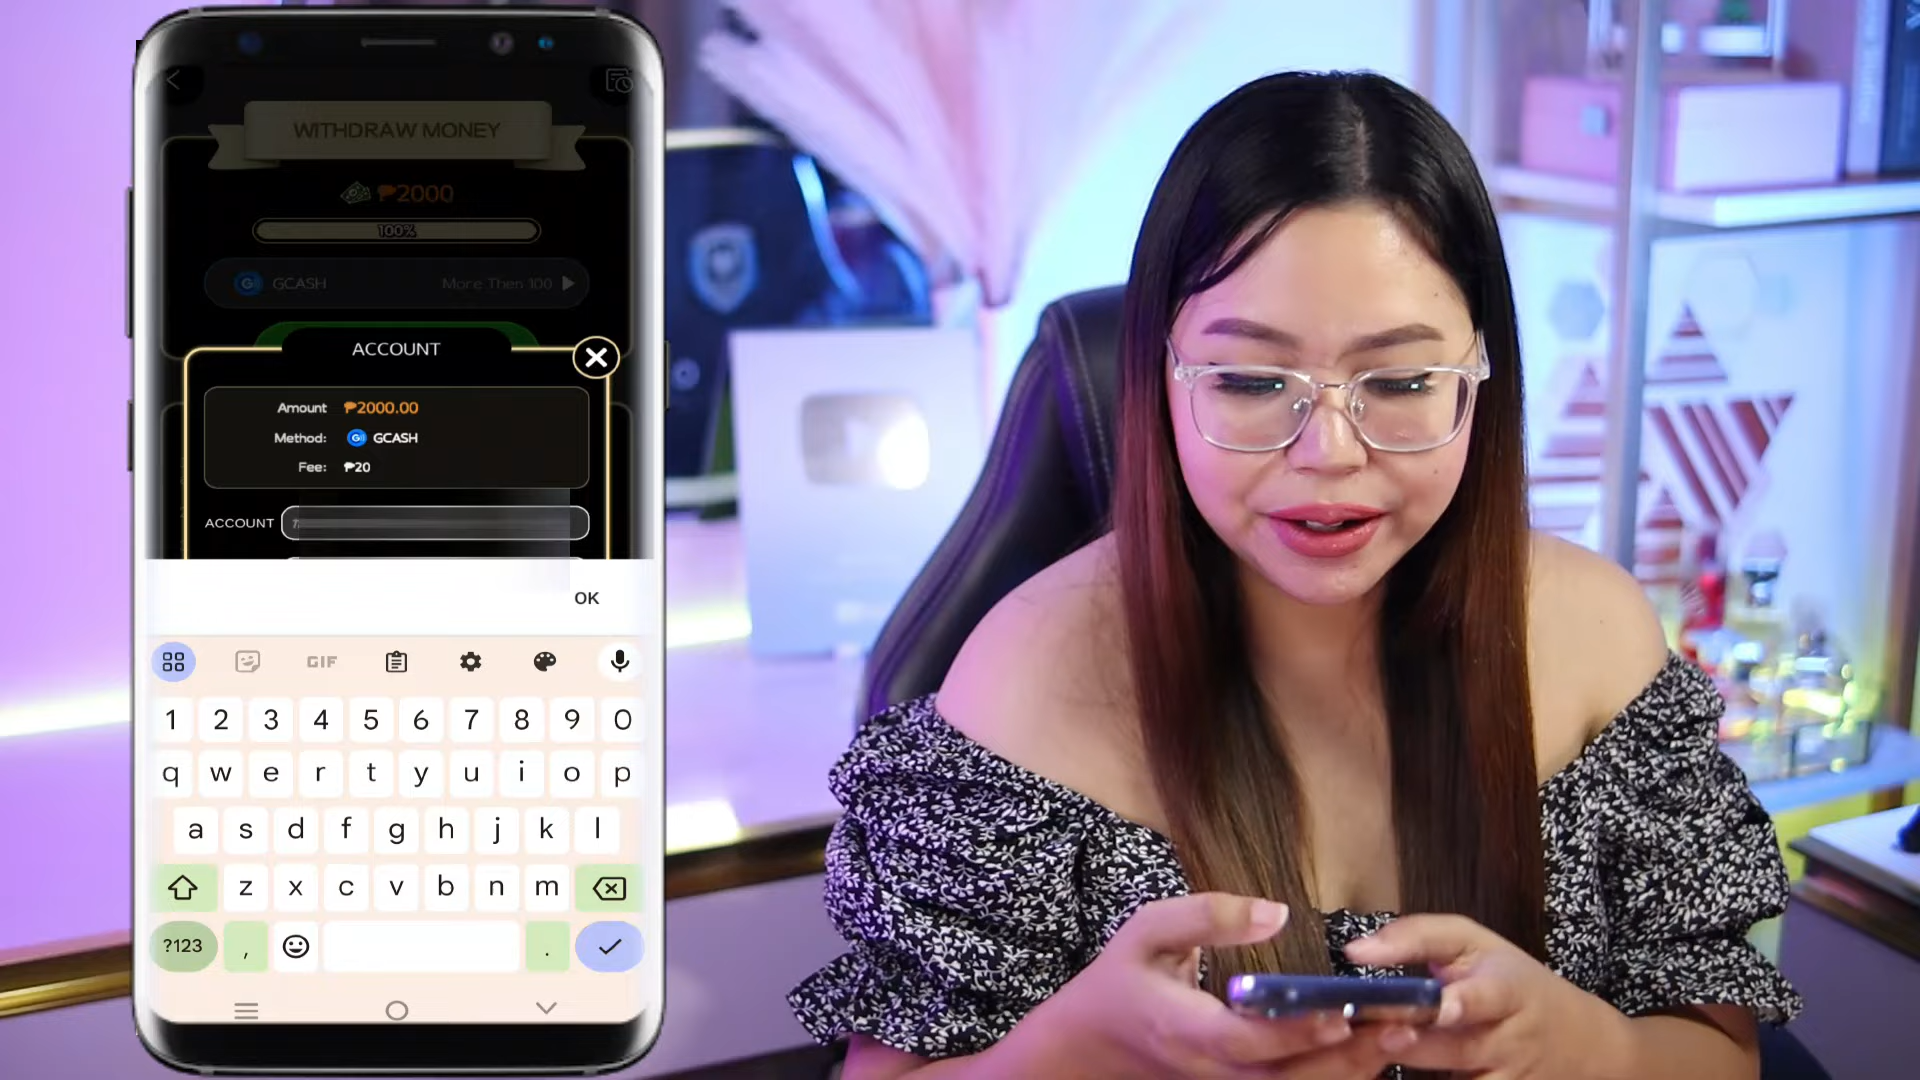 WITHDRAW MONEY
₱2000
100%
GCASH More Then 100
ACCOUNT
Amount ₱2000.00
Method: GCASH
Fee: ₱20
ACCOUNT
OK
GIF
1 2 3 4 5 6 7 8 9 0
q w e r t y u i o p
a s d f g h j k l
z x c v b n m
?123 , .